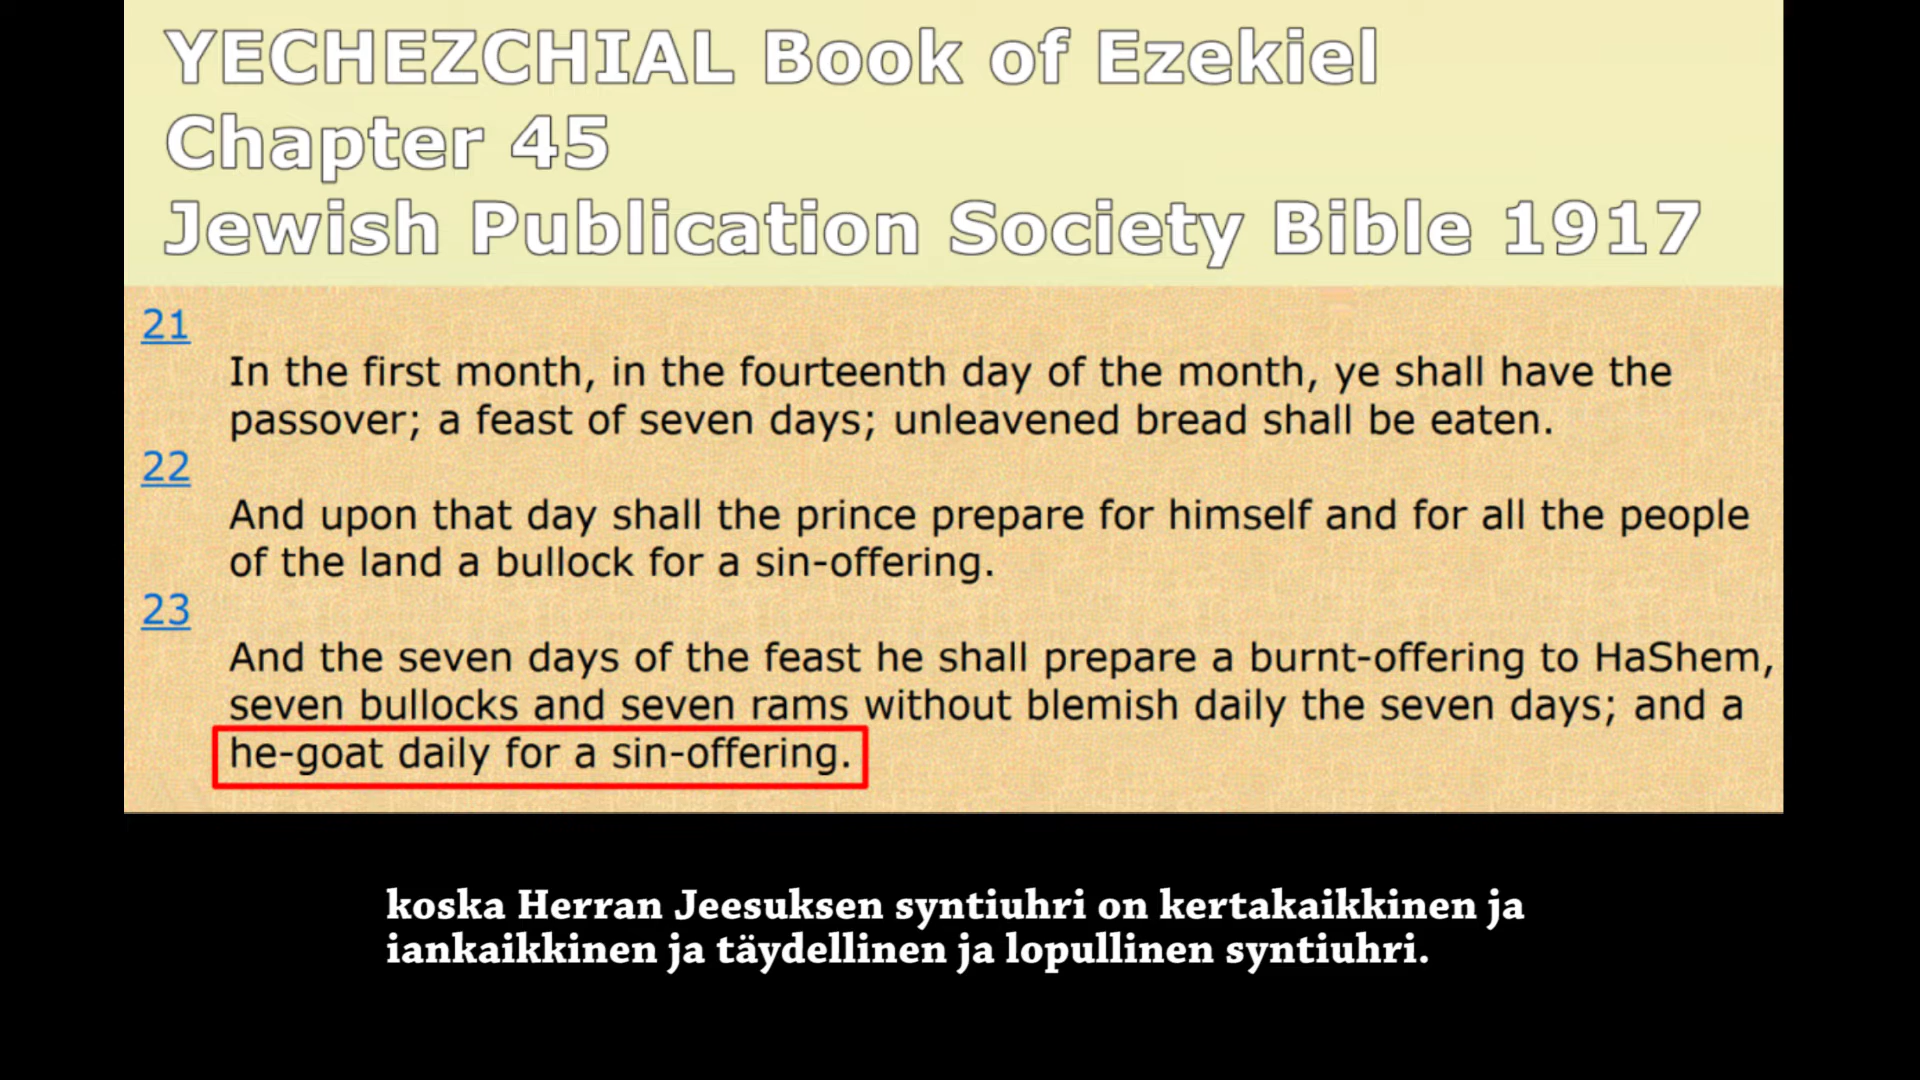 YECHEZCHIAL Book of Ezekiel
Chapter 45
Jewish Publication Society Bible 1917
21
In the first month, in the fourteenth day of the month, ye shall have the
passover; a feast of seven days; unleavened bread shall be eaten.
22
And upon that day shall the prince prepare for himself and for all the people
of the land a bullock for a sin-offering.
23
And the seven days of the feast he shall prepare a burnt-offering to HaShem,
seven bullocks and seven rams without blemish daily the seven days; and a
he-goat daily for a sin-offering.
koska Herran Jeesuksen syntiuhri on kertakaikkinen ja
iankaikkinen ja täydellinen ja lopullinen syntiuhri.